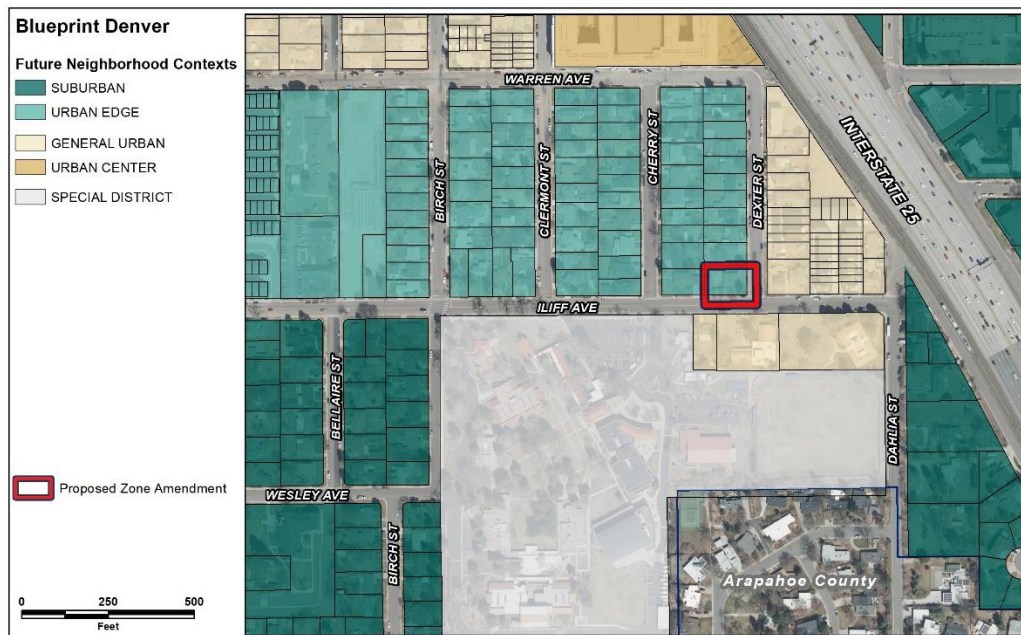 Blueprint Denver
Future Neighborhood Contexts
SUBURBAN
URBAN EDGE
GENERAL URBAN
URBAN CENTER
SPECIAL DISTRICT
Proposed Zone Amendment
0 250 500
Feet
WARREN AVE
BIRCH ST
CLERMONT ST
CHERRY ST
DEXTER ST
INTERSTATE 25
ILIFF AVE
BELLAIRE ST
DAHLIA ST
WESLEY AVE
BIRCH ST
Arapahoe County